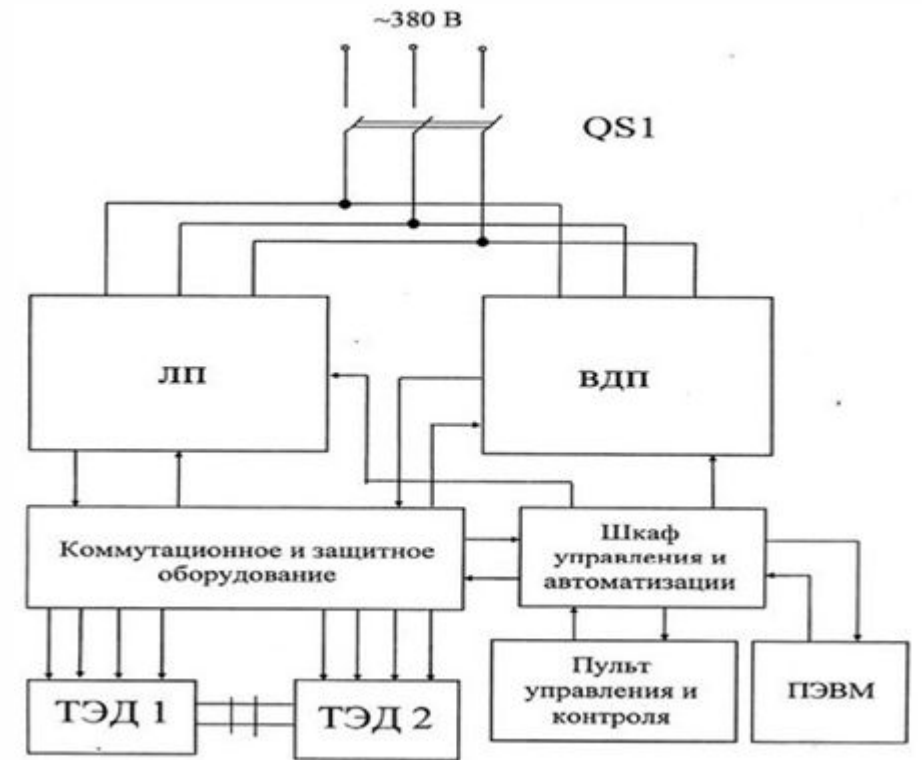 ~380 В
QS1
ЛП
ВДП
Коммутационное и защитное
оборудование
Шкаф
управления и
автоматизации
ТЭД 1
ТЭД 2
Пульт
управления и
контроля
ПЭВМ